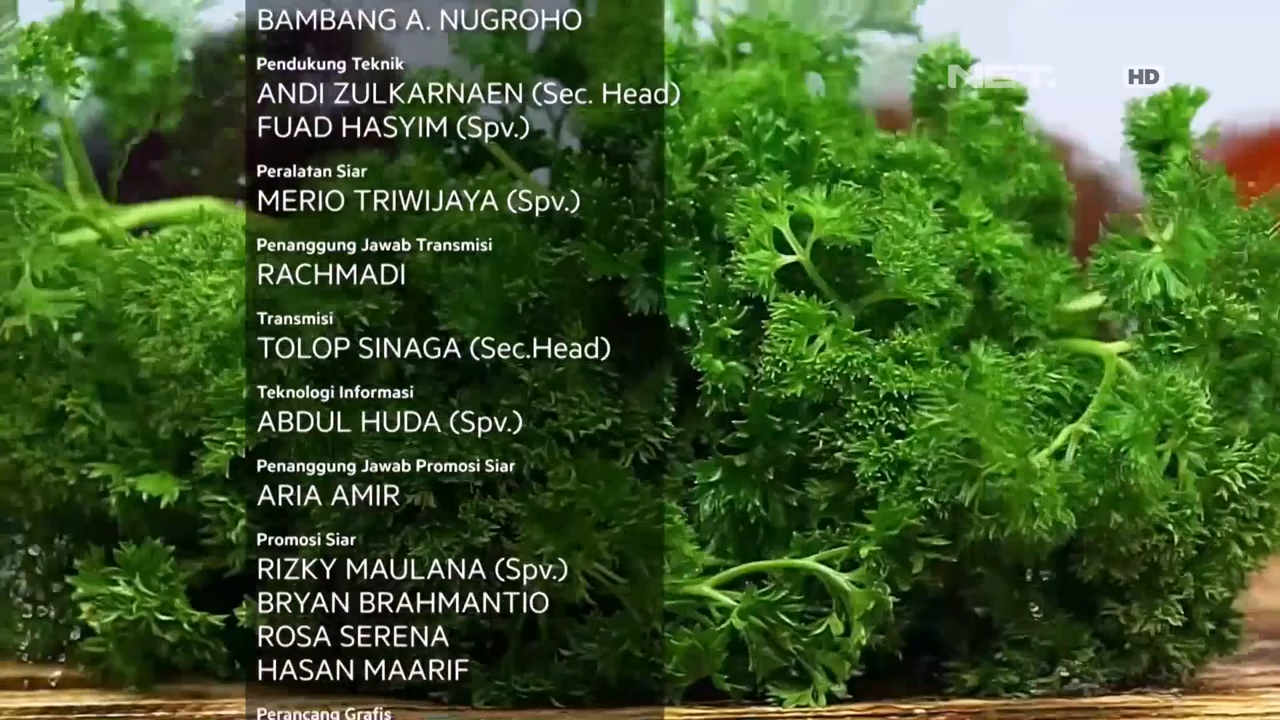 BAMBANG A. NUGROHO
Pendukung Teknik
ANDI ZULKARNAEN (Sec. Head)
FUAD HASYIM (Spv.)
Peralatan Siar
MERIO TRIWIJAYA (Spv.)
Penanggung Jawab Transmisi
RACHMADI
Transmisi
TOLOP SINAGA (Sec.Head)
Teknologi Informasi
ABDUL HUDA (Spv.)
Penanggung Jawab Promosi Siar
ARIA AMIR
Promosi Siar
RIZKY MAULANA (Spv.)
BRYAN BRAHMANTIO
ROSA SERENA
HASAN MAARIF
Perancang Grafis
NET.
HD